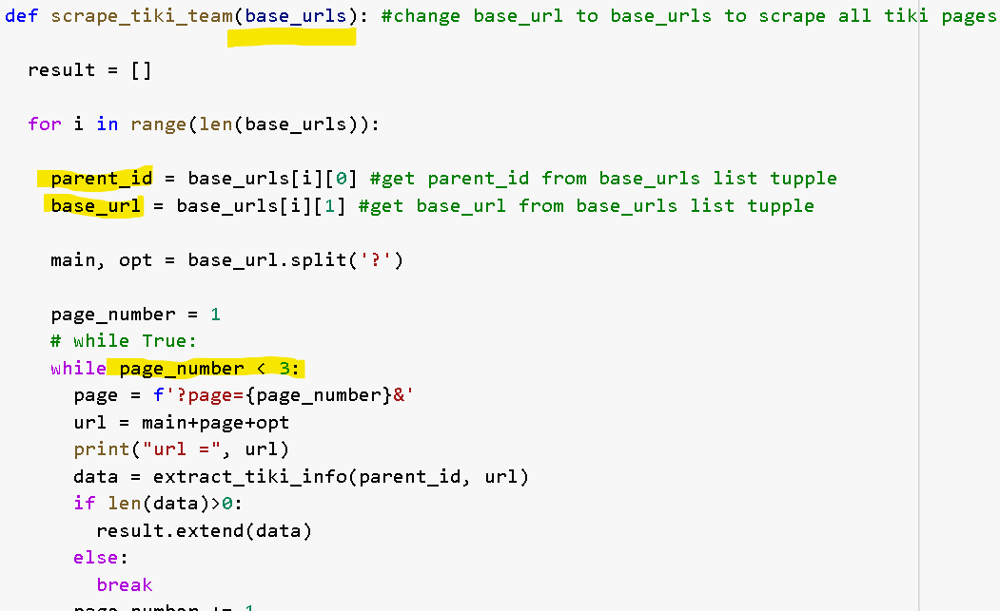 def scrape_tiki_team(base_urls): #change base_url to base_urls to scrape all tiki pages
result = []
for i in range(len(base_urls)):
parent_id = base_urls[i][0] #get parent_id from base_urls list tupple
base_url = base_urls[i][1] #get base_url from base_urls list tupple
main, opt = base_url.split('?')
page_number = 1
# while True:
while page_number < 3:
page = f'?page={page_number}&'
url = main+page+opt
print("url =", url)
data = extract_tiki_info(parent_id, url)
if len(data)>0:
result.extend(data)
else:
break
page_number += 1